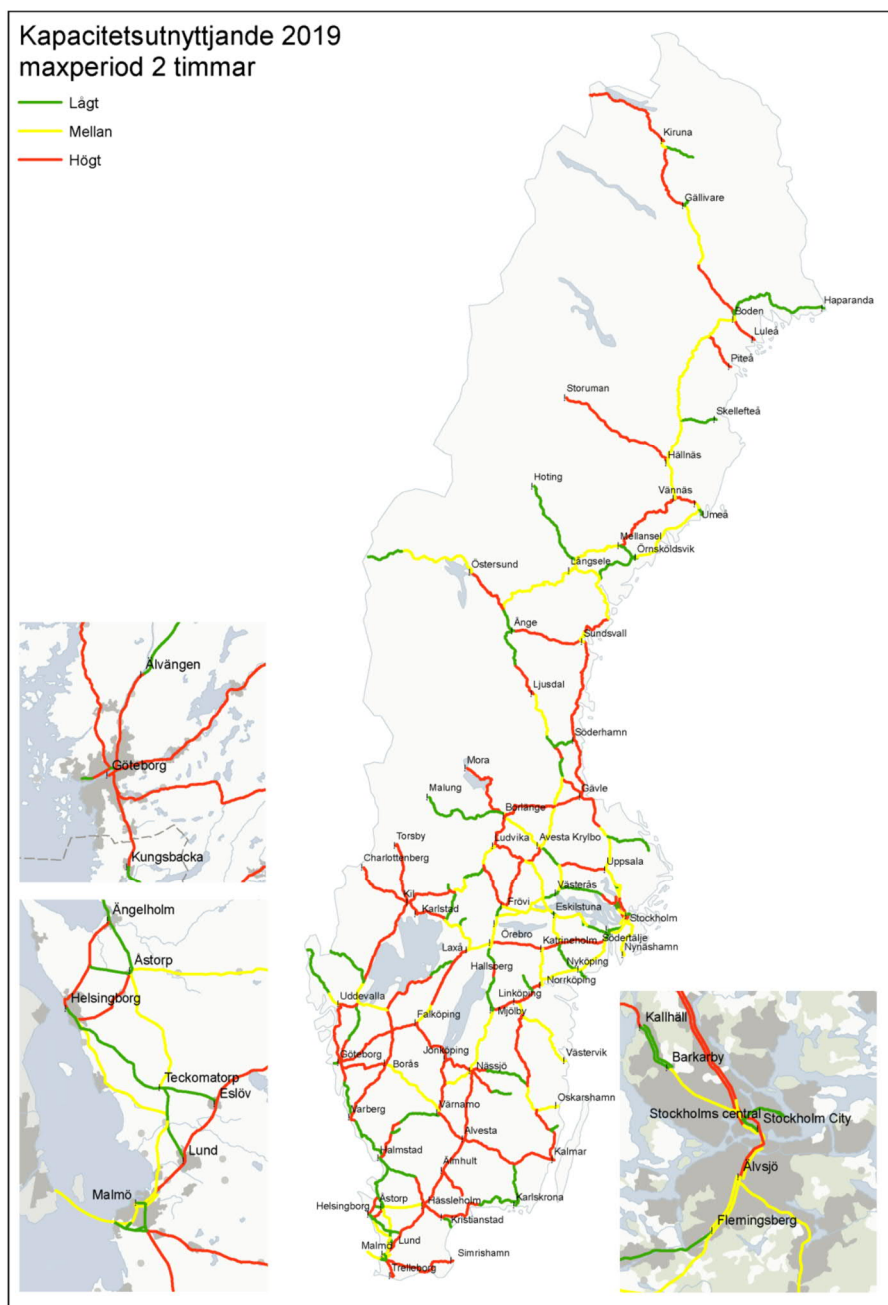 Kapacitetsutnyttjande 2019
maxperiod 2 timmar
Lågt
Mellan
Högt
Kiruna
Gällivare
Haparanda
Boden
Luleå
Piteå
Storuman
Skellefteå
Hällnäs
Hoting
Vännäs
Umeå
Mellansel
Örnsköldsvik
Östersund
Långsele
Ånge
Sundsvall
Ljusdal
Söderhamn
Mora
Malung
Gävle
Borlänge
Torsby
Ludvika
Avesta Krylbo
Charlottenberg
Uppsala
Kil
Västerås
Karlstad
Frövi
Eskilstuna
Stockholm
Örebro
Södertälje
Laxå
Katrineholm
Nynäshamn
Hallsberg
Nyköping
Norrköping
Linköping
Uddevalla
Mjölby
Falköping
Göteborg
Jönköping
Borås
Nässjö
Västervik
Oskarshamn
Varberg
Värnamo
Alvesta
Halmstad
Kalmar
Älmhult
Åstorp
Hässleholm
Karlskrona
Helsingborg
Kristianstad
Lund
Malmö
Simrishamn
Trelleborg
Älvängen
Göteborg
Kungsbacka
Ängelholm
Åstorp
Helsingborg
Teckomatorp
Eslöv
Lund
Malmö
Kallhäll
Barkarby
Stockholms central
Stockholm City
Älvsjö
Flemingsberg